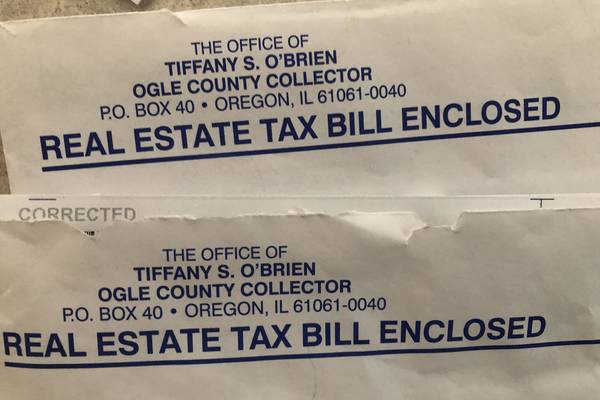 THE OFFICE OF
TIFFANY S. O'BRIEN
OGLE COUNTY COLLECTOR
P.O. BOX 40 • OREGON, IL 61061-0040
REAL ESTATE TAX BILL ENCLOSED
CORRECTED
THE OFFICE OF
TIFFANY S. O'BRIEN
OGLE COUNTY COLLECTOR
P.O. BOX 40 • OREGON, IL 61061-0040
REAL ESTATE TAX BILL ENCLOSED